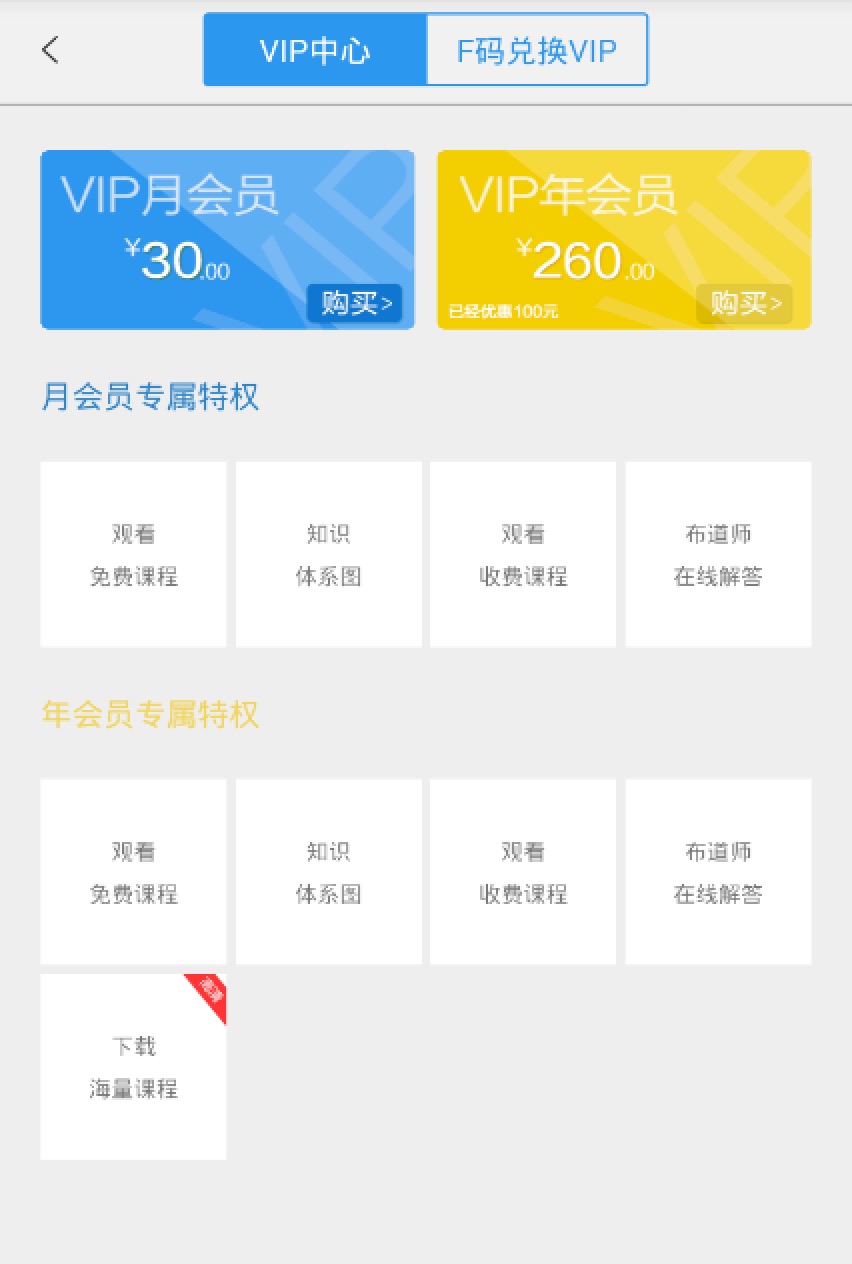 VIP中心
F码兑换VIP
VIP月会员
¥30.00
购买>
VIP年会员
¥260.00
已经优惠100元
购买>
月会员专属特权
观看
免费课程
知识
体系图
观看
收费课程
布道师
在线解答
年会员专属特权
观看
免费课程
知识
体系图
观看
收费课程
布道师
在线解答
高清
下载
海量课程